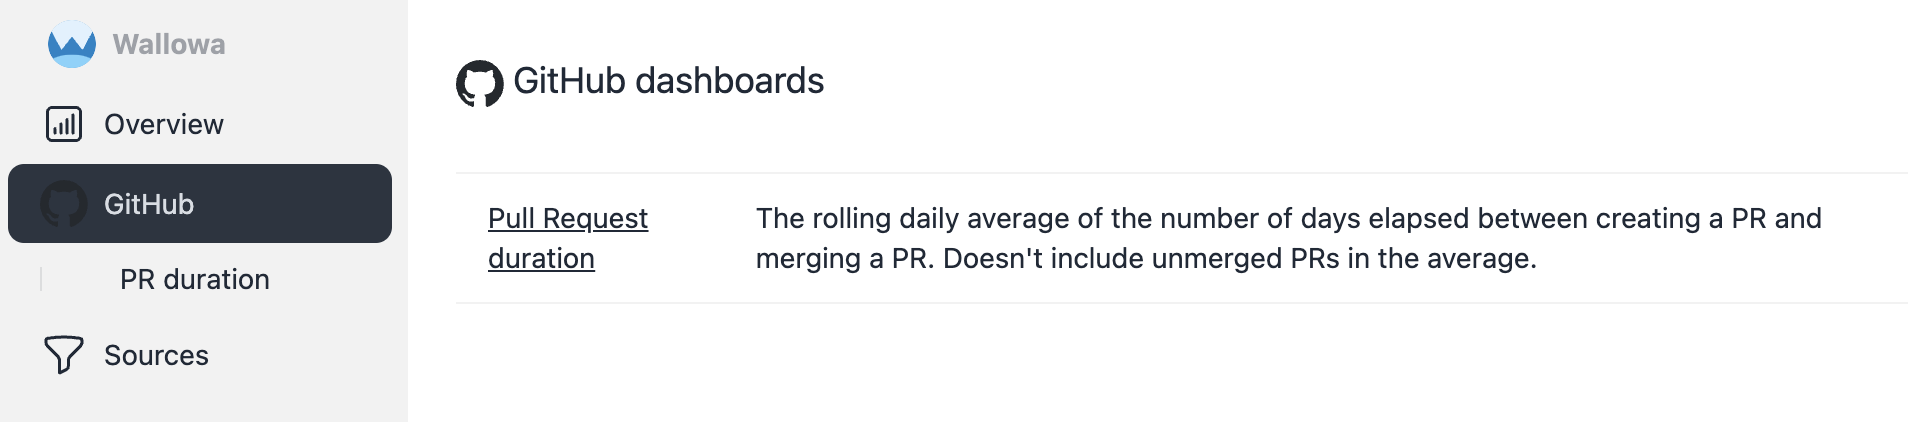 Wallowa
Overview
GitHub
PR duration
Sources
GitHub dashboards
Pull Request
duration
The rolling daily average of the number of days elapsed between creating a PR and
merging a PR. Doesn't include unmerged PRs in the average.